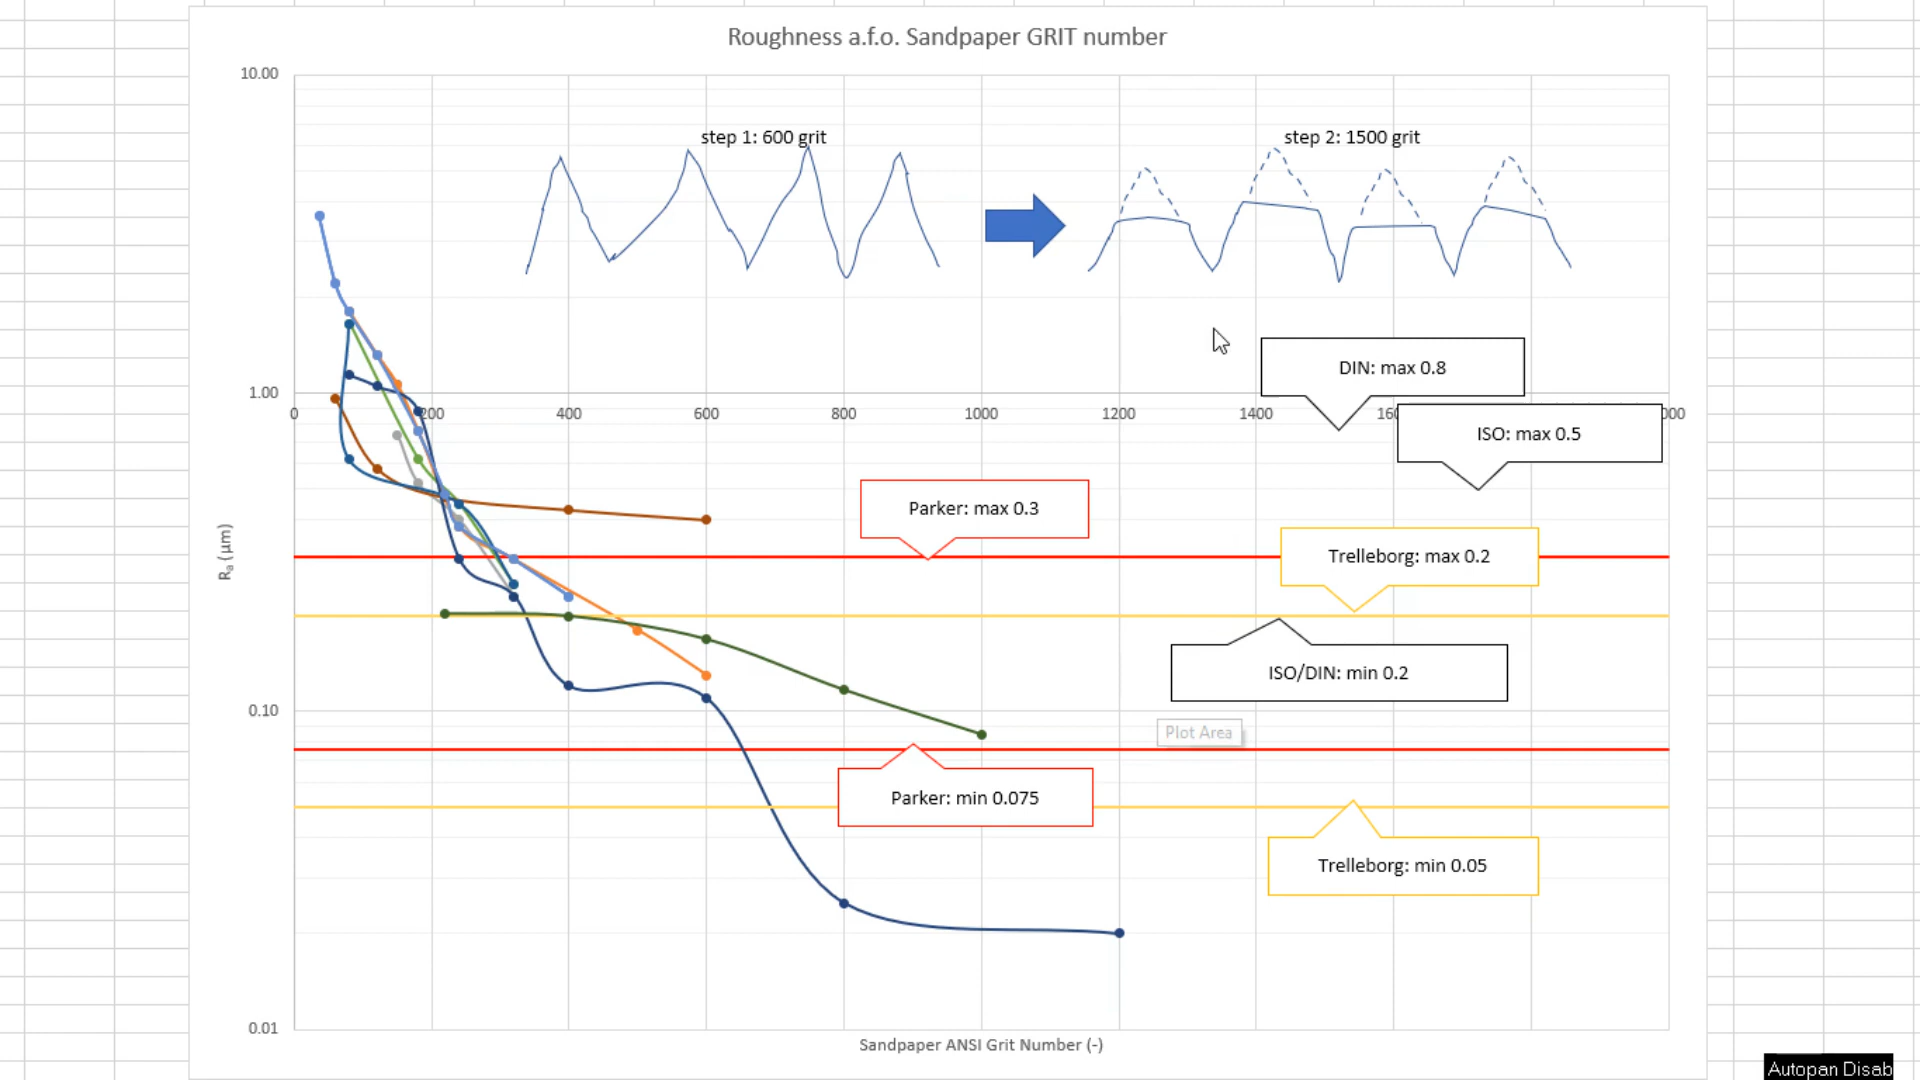 Roughness a.f.o. Sandpaper GRIT number
10.00
step 1: 600 grit
step 2: 1500 grit
DIN: max 0.8
1.00
0 200 400 600 800 1000 1200 1400
ISO: max 0.5
Parker: max 0.3
Trelleborg: max 0.2
Rₐ (µm)
ISO/DIN: min 0.2
0.10
Plot Area
Parker: min 0.075
Trelleborg: min 0.05
0.01
Sandpaper ANSI Grit Number (-)
Autopan Disab